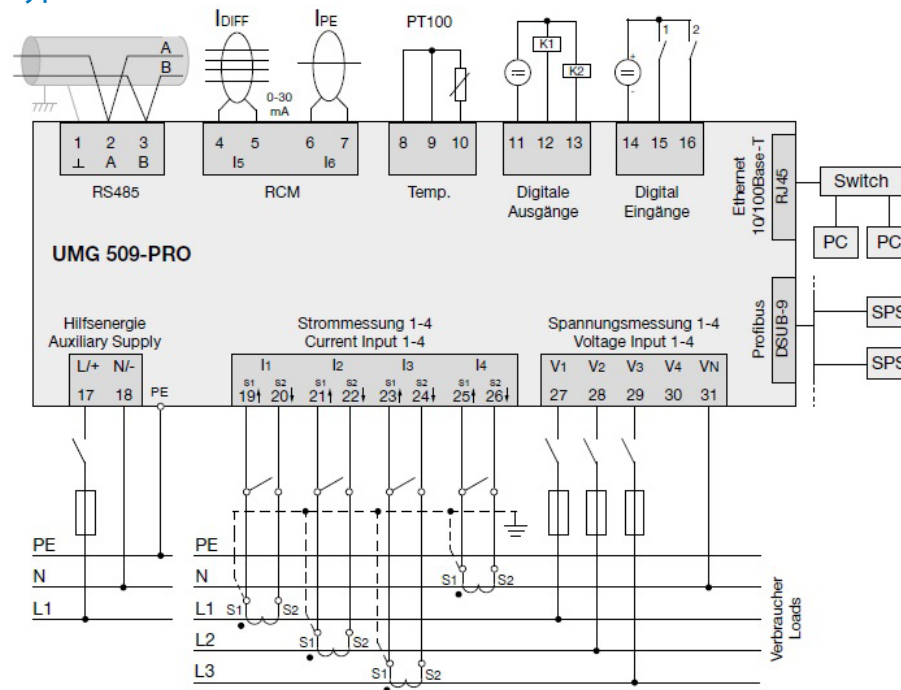 IDIFF IPE PT100
A
B
0-30
mA
K1
K2
1 2
+
-
1 2 3 4 5 6 7 8 9 10 11 12 13 14 15 16
⊥ A B I5 I6
RS485 RCM Temp. Digitale Ausgänge Digital Eingänge
Ethernet
10/100Base-T
RJ45
Switch
PC PC
UMG 509-PRO
Profibus
DSUB-9
SPS
SPS
Hilfsenergie
Auxiliary Supply
Strommessung 1-4
Current Input 1-4
Spannungsmessung 1-4
Voltage Input 1-4
L/+ N/- I1 I2 I3 I4 V1 V2 V3 V4 VN
S1 S2 S1 S2 S1 S2 S1 S2
17 18 PE 19 20 21 22 23 24 25 26 27 28 29 30 31
PE PE
N N
S1 S2
L1 L1
S1 S2
L2
S1 S2
L3
S1 S2
Verbraucher
Loads